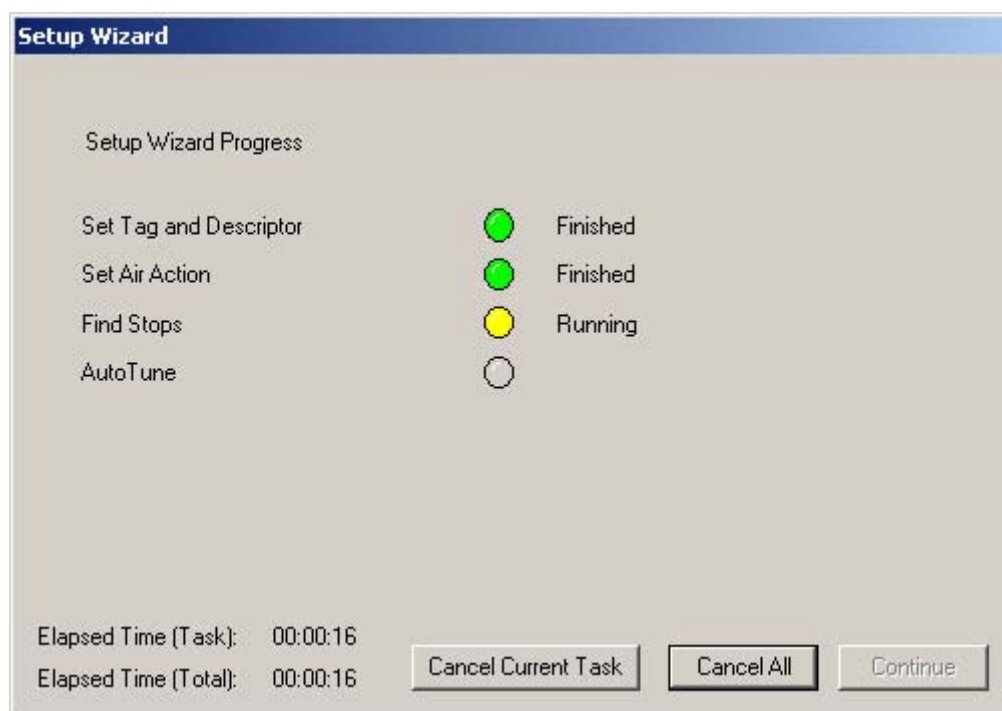 Setup Wizard
Setup Wizard Progress
Set Tag and Descriptor Finished
Set Air Action Finished
Find Stops Running
AutoTune
Elapsed Time (Task): 00:00:16
Elapsed Time (Total): 00:00:16
Cancel Current Task Cancel All Continue